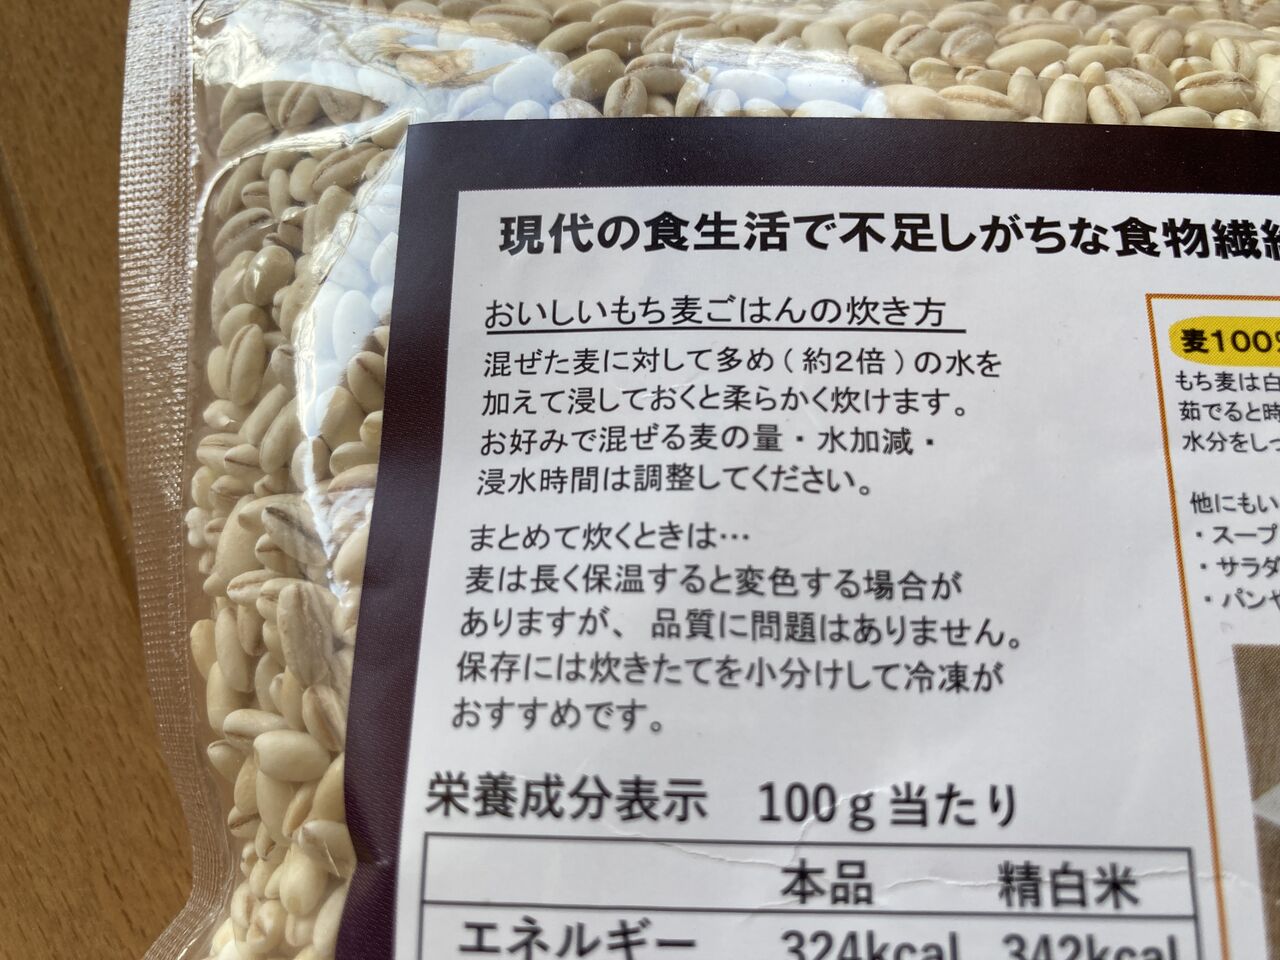 現代の食生活で不足しがちな食物繊
おいしいもち麦ごはんの炊き方
混ぜた麦に対して多め(約2倍)の水を
加えて浸しておくと柔らかく炊けます。
お好みで混ぜる麦の量・水加減・
浸水時間は調整してください。
まとめて炊くときは…
麦は長く保温すると変色する場合が
ありますが、品質に問題はありません。
保存には炊きたてを小分けして冷凍が
おすすめです。
栄養成分表示 100g当たり
本品 精白米
エネルギー 324kcal 342kcal
麦100%
もち麦は白
茹でると時
水分をしっ
他にもい
・スープ
・サラダ
・パンや